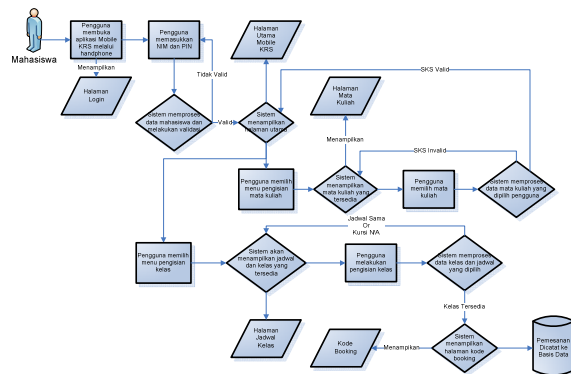 Mahasiswa
Pengguna
membuka
aplikasi Mobile
KRS melalui
handphone
Pengguna
memasukkan
NIM dan PIN
Halaman
Utama
Mobile
KRS
Menampilkan
Halaman
Login
Tidak Valid
Sistem memproses
data mahasiswa dan
melakukan validasi
Valid
Sistem
menampilkan
halaman utama
SKS Valid
Halaman
Mata
Kuliah
Menampilkan
SKS Invalid
Pengguna memilih
menu pengisian
mata kuliah
Sistem
menampilkan
mata kuliah yang
tersedia
Pengguna
memilih mata
kuliah
Sistem memproses
data mata kuliah yang
dipilih pengguna
Jadwal Sama
Or
Kursi N/A
Pengguna memilih
menu pengisian
kelas
Sistem akan
menampilkan jadwal
dan kelas yang
tersedia
Pengguna
melakukan
pengisian kelas
Sistem memproses
data kelas dan jadwal
yang dipilih
Kelas Tersedia
Halaman
Jadwal
Kelas
Kode
Booking
Menampilkan
Sistem
menampilkan
halaman kode
booking
Pemesanan
Dicatat ke
Basis Data